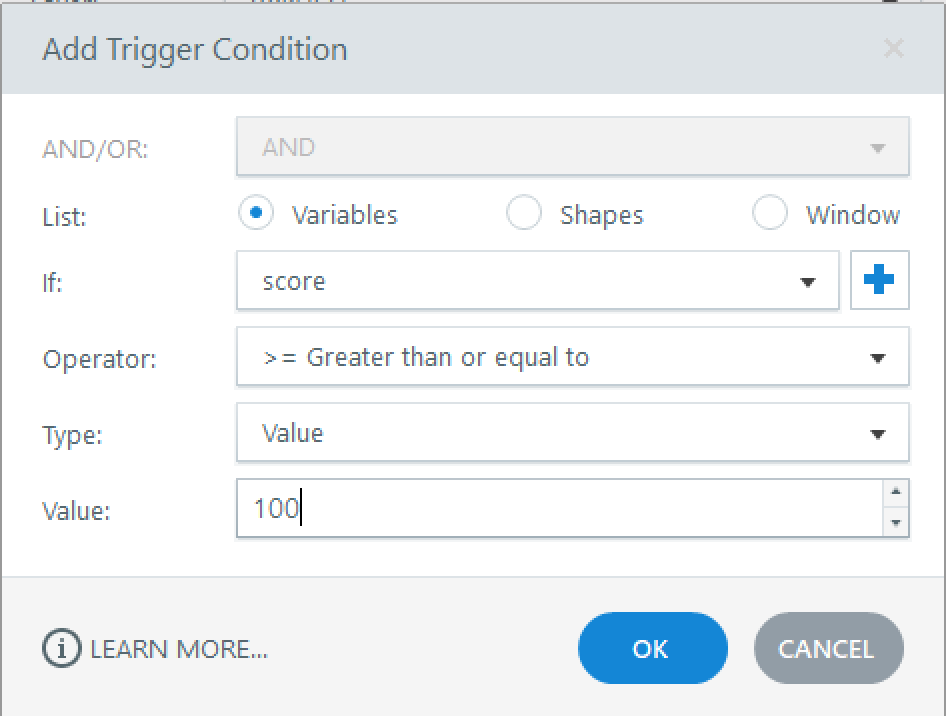 Add Trigger Condition
AND/OR: AND
List: Variables Shapes Window
If: score
Operator: >= Greater than or equal to
Type: Value
Value: 100
LEARN MORE... OK CANCEL